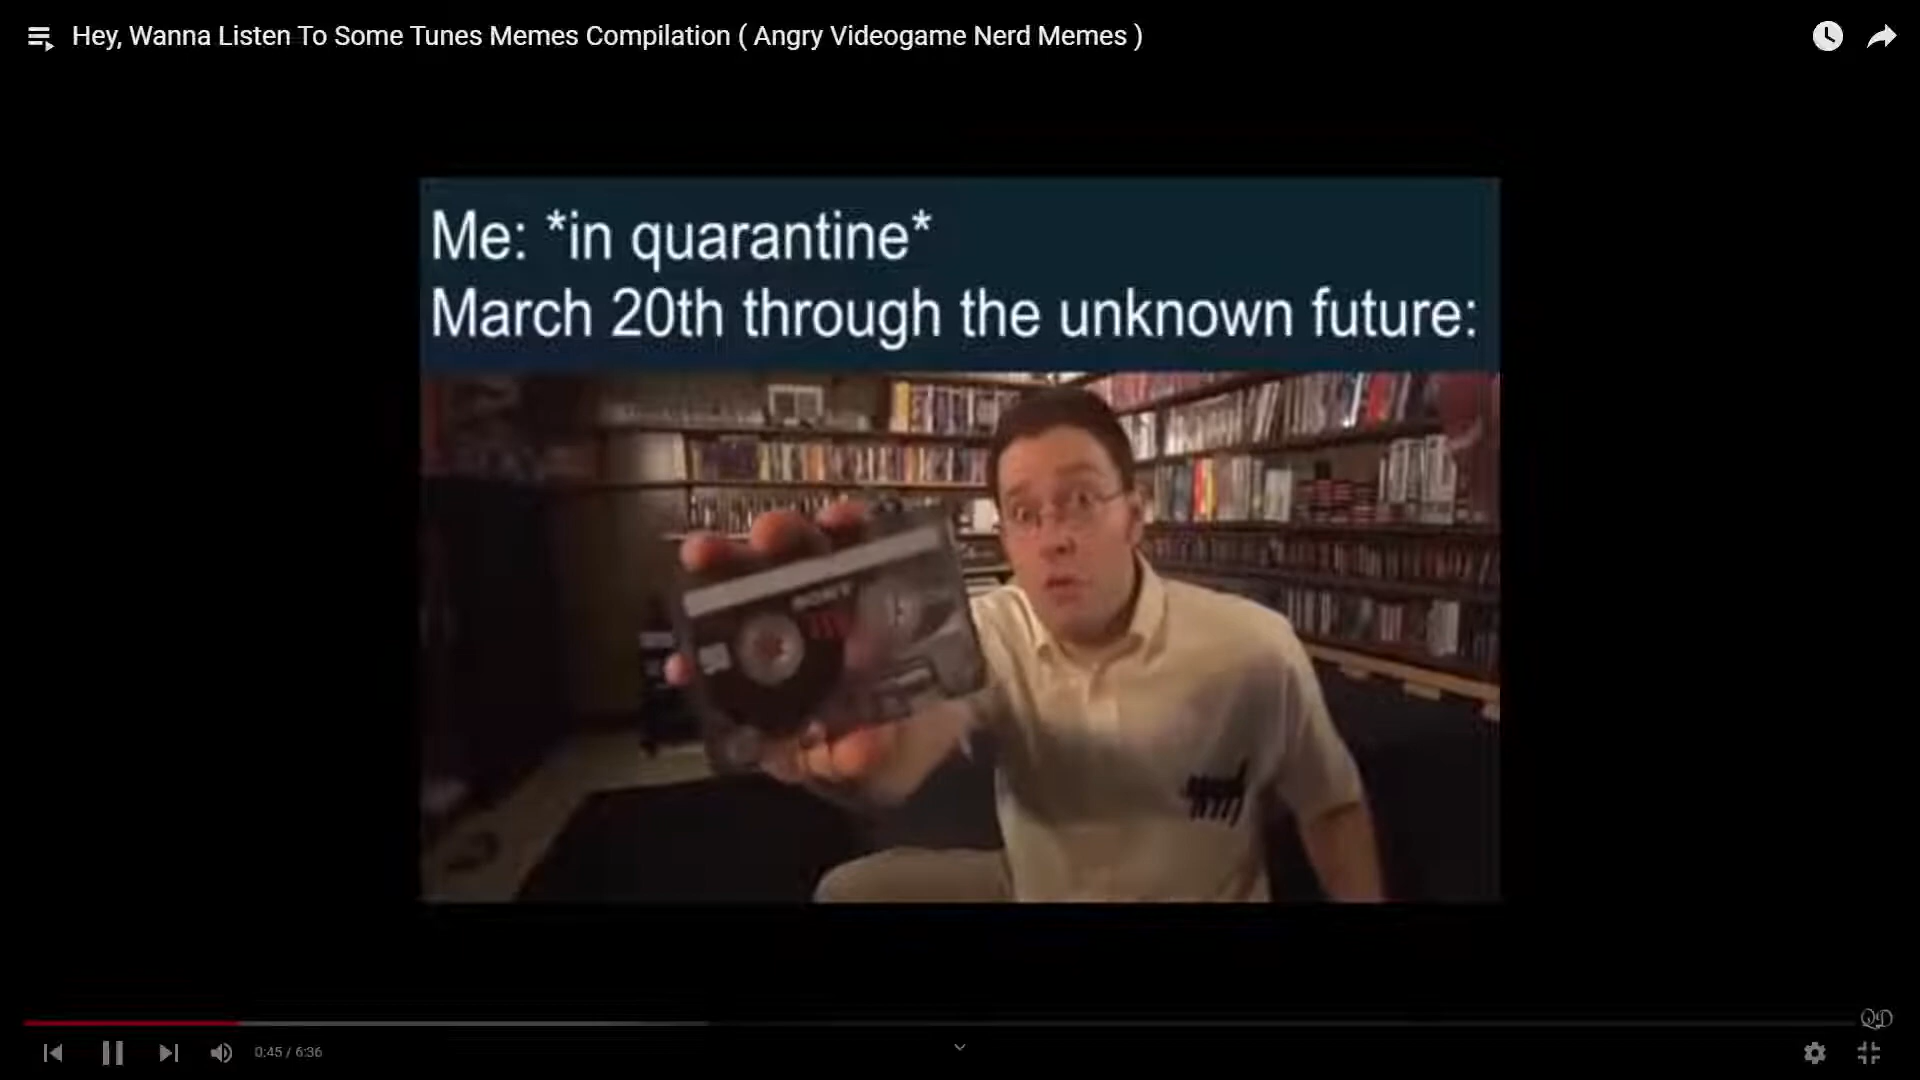 Hey, Wanna Listen To Some Tunes Memes Compilation ( Angry Videogame Nerd Memes )
Me: *in quarantine*
March 20th through the unknown future:
SONY
0:45 / 6:36